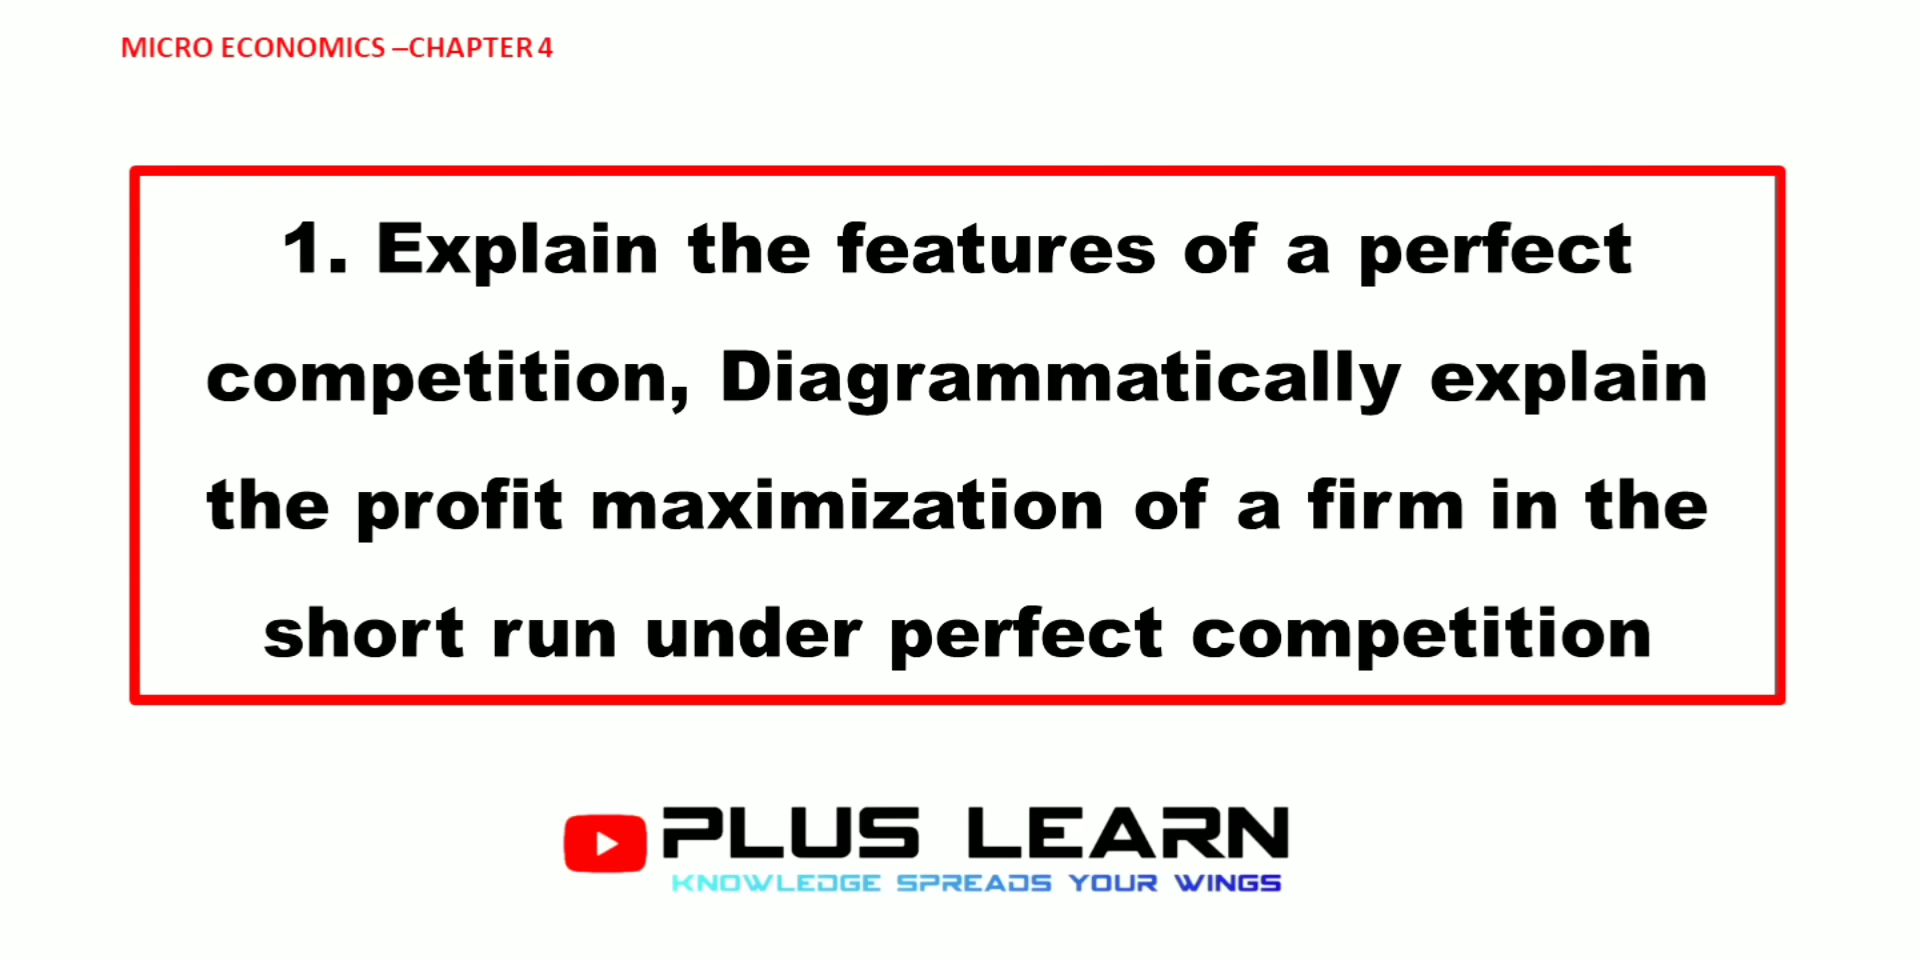 MICRO ECONOMICS –CHAPTER 4
1. Explain the features of a perfect
competition, Diagrammatically explain
the profit maximization of a firm in the
short run under perfect competition
PLUS LEARN
KNOWLEDGE SPREADS YOUR WINGS